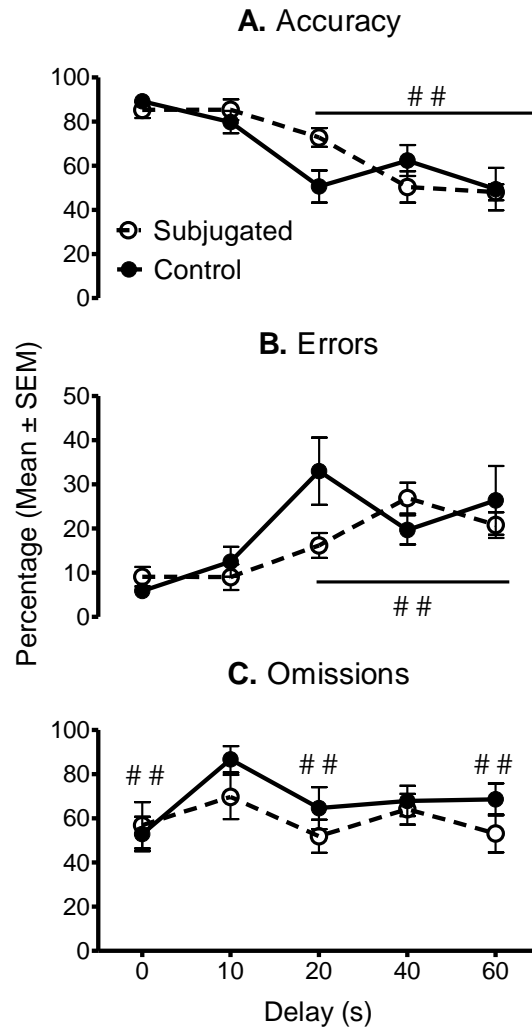 A. Accuracy
100
80
60
40
20
0
# #
Subjugated
Control
B. Errors
50
40
30
20
10
0
# #
Percentage (Mean ± SEM)
C. Omissions
100
80
60
40
20
0
# #
# #
# #
0 10 20 40 60
Delay (s)